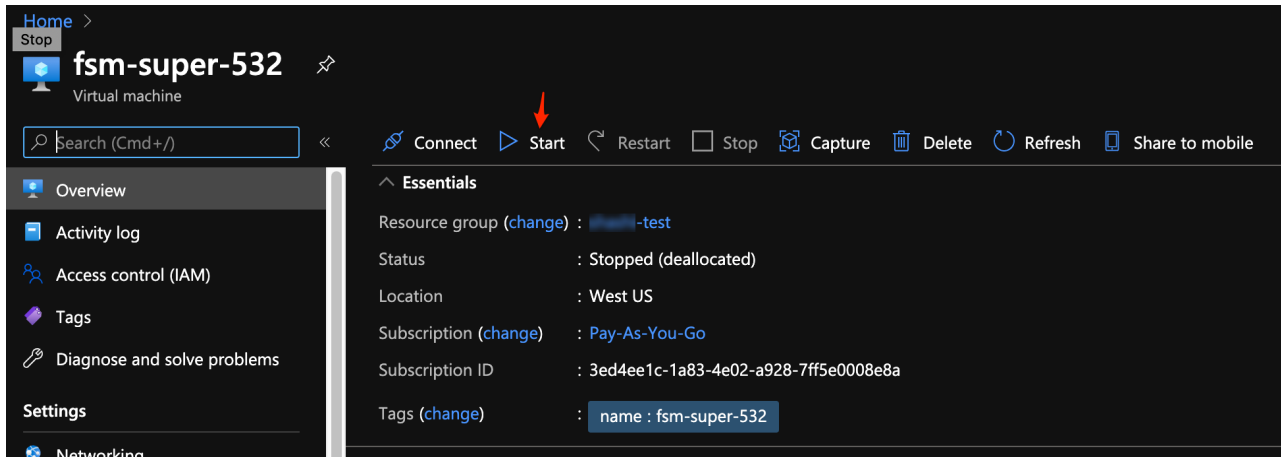 Home >
Stop
fsm-super-532
Virtual machine
Search (Cmd+/)
«
Connect Start Restart Stop Capture Delete Refresh Share to mobile
Overview
Activity log
Access control (IAM)
Tags
Diagnose and solve problems
Settings
Networking
Essentials
Resource group (change) : -test
Status : Stopped (deallocated)
Location : West US
Subscription (change) : Pay-As-You-Go
Subscription ID : 3ed4ee1c-1a83-4e02-a928-7ff5e0008e8a
Tags (change) : name : fsm-super-532